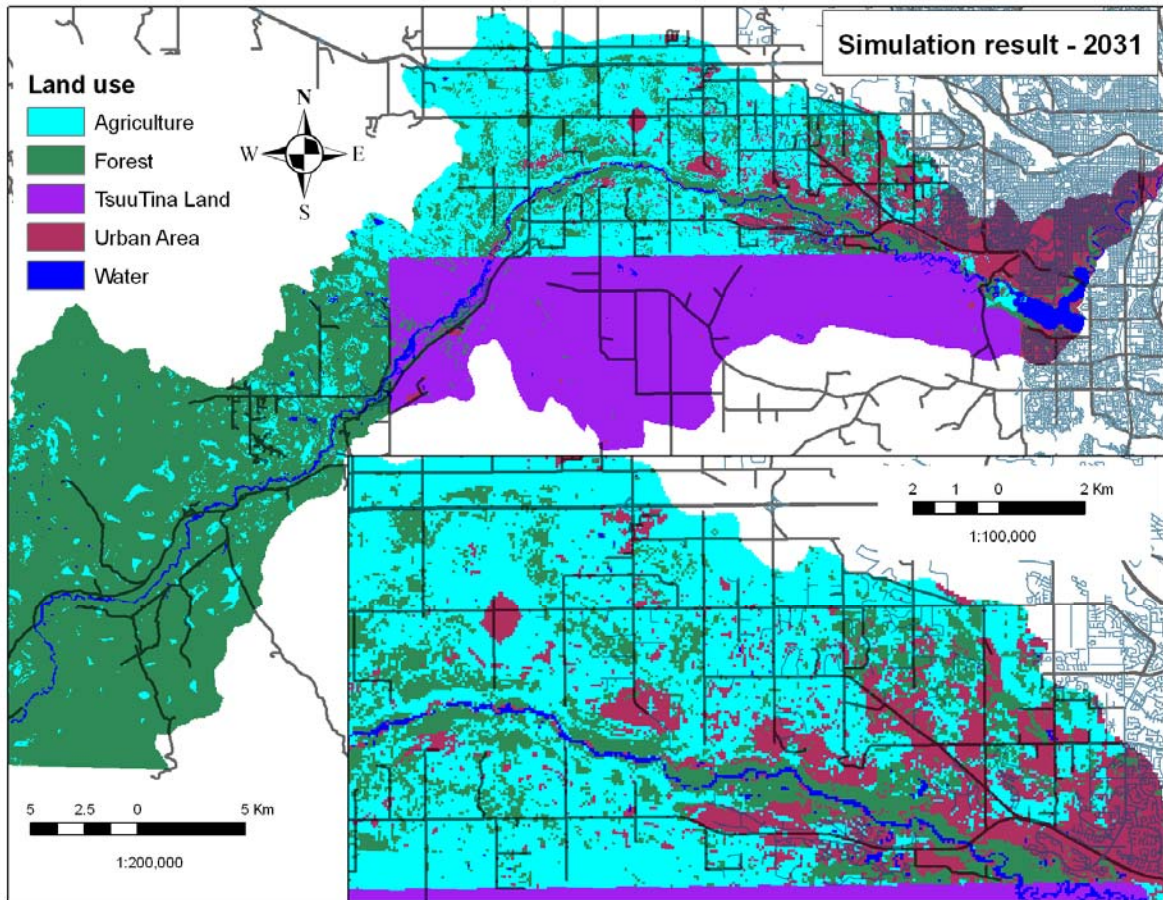 Simulation result - 2031
Land use
Agriculture
Forest
TsuuTina Land
Urban Area
Water
N
W E
S
2 1 0 2 Km
1:100,000
5 2.5 0 5 Km
1:200,000